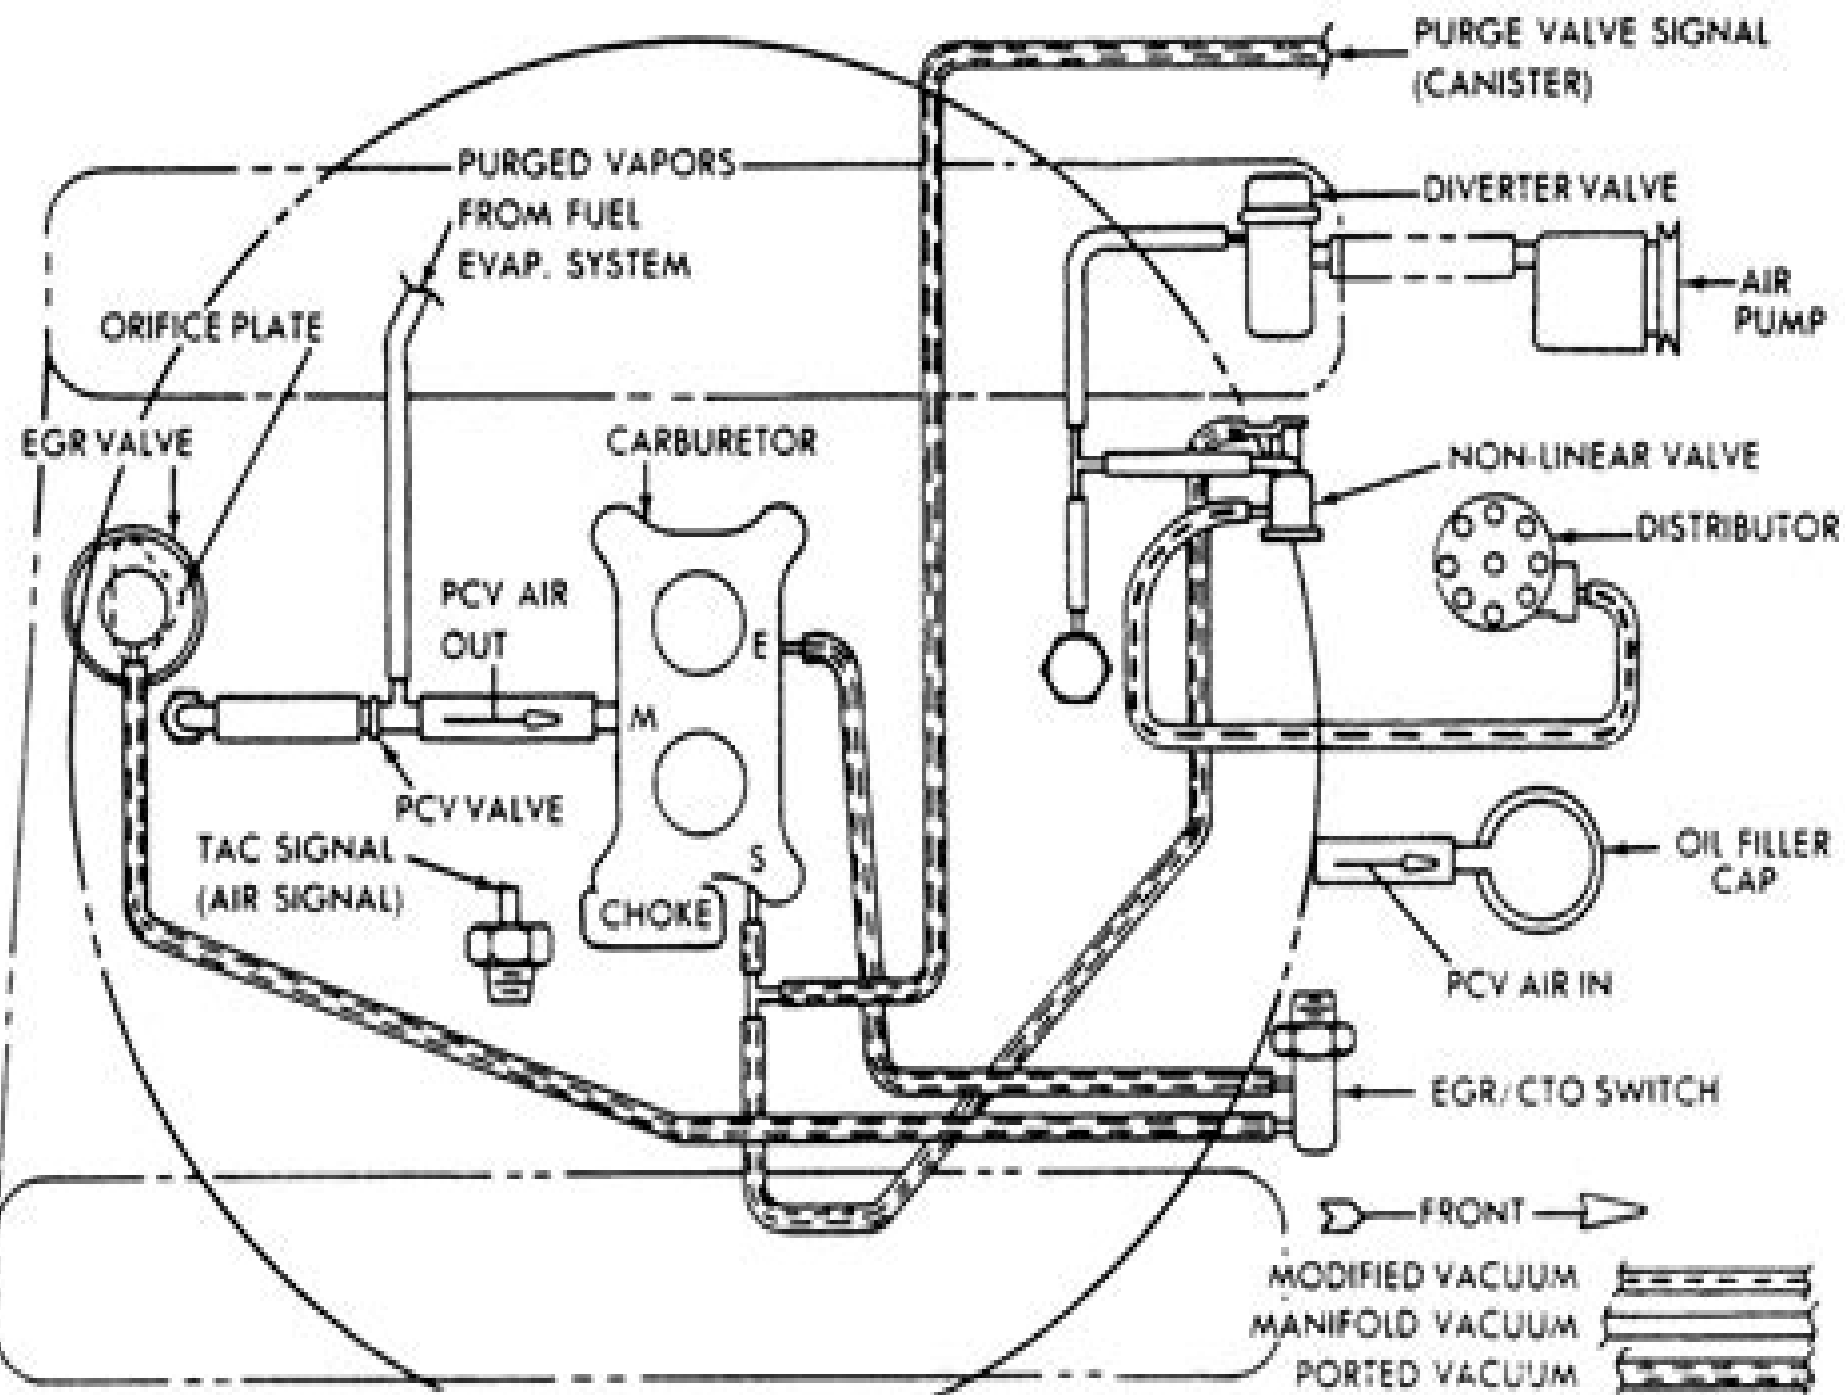 PURGE VALVE SIGNAL
(CANISTER)
PURGED VAPORS
FROM FUEL
EVAP. SYSTEM
DIVERTER VALVE
AIR
PUMP
ORIFICE PLATE
EGR VALVE
CARBURETOR
NON-LINEAR VALVE
DISTRIBUTOR
PCV AIR
OUT
E
M
PCV VALVE
TAC SIGNAL
(AIR SIGNAL)
S
CHOKE
OIL FILLER
CAP
PCV AIR IN
EGR/CTO SWITCH
FRONT
MODIFIED VACUUM
MANIFOLD VACUUM
PORTED VACUUM